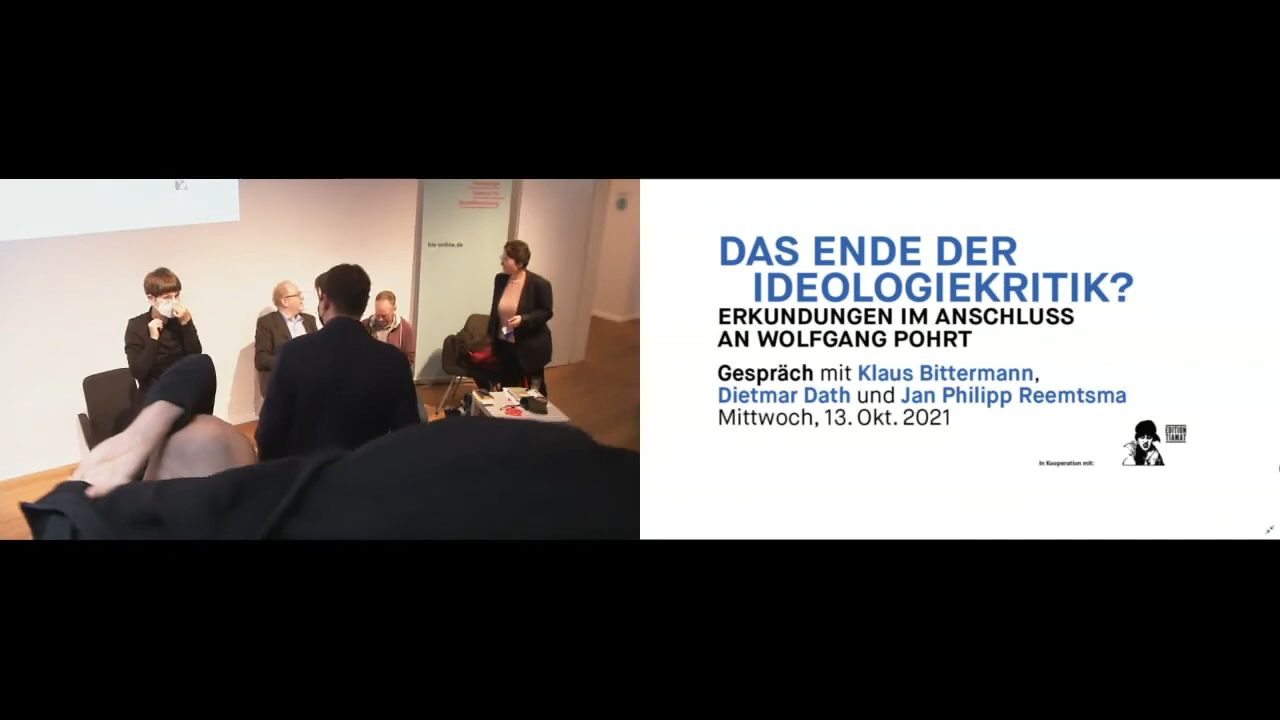 his-online.de
DAS ENDE DER
IDEOLOGIEKRITIK?
ERKUNDUNGEN IM ANSCHLUSS
AN WOLFGANG POHRT
Gespräch mit Klaus Bittermann,
Dietmar Dath und Jan Philipp Reemtsma
Mittwoch, 13. Okt. 2021
EDITION
TIAMAT
In Kooperation mit: